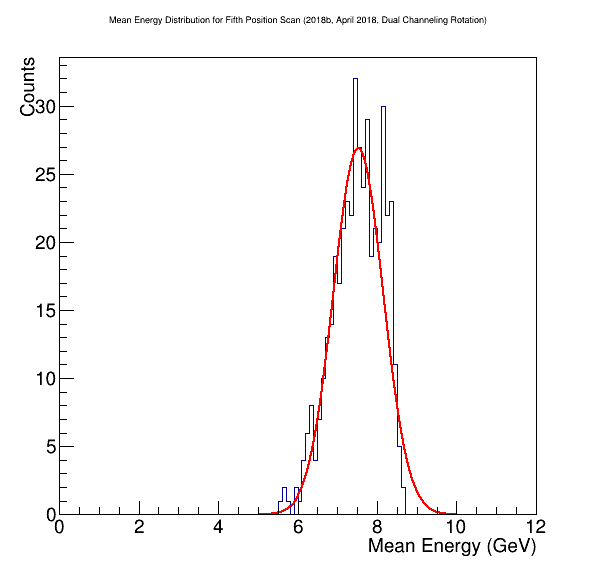 Mean Energy Distribution for Fifth Position Scan (2018b, April 2018, Dual Channeling Rotation)
Counts
30
25
20
15
10
5
0
0 2 4 6 8 10 12
Mean Energy (GeV)